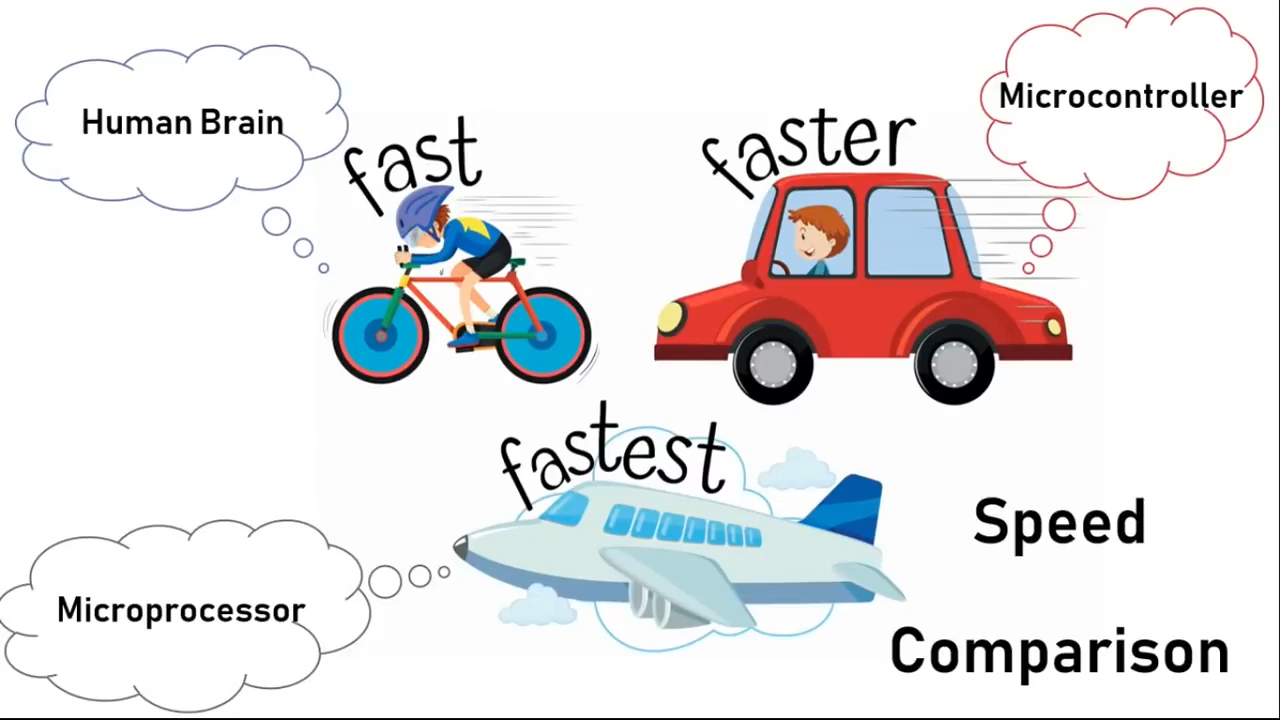 Human Brain
fast
faster
Microcontroller
fastest
Microprocessor
Speed
Comparison